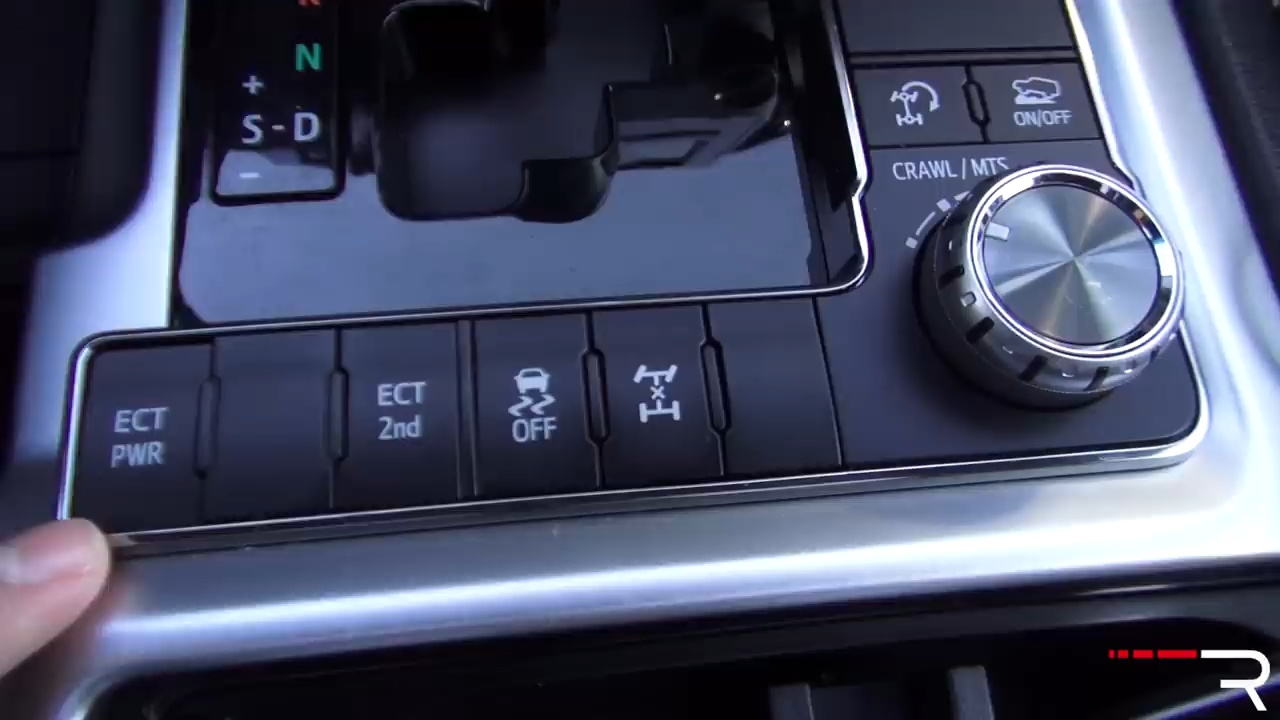 R
N
+
S - D
-
ON/OFF
CRAWL / MTS
ECT
PWR
ECT
2nd
OFF
R